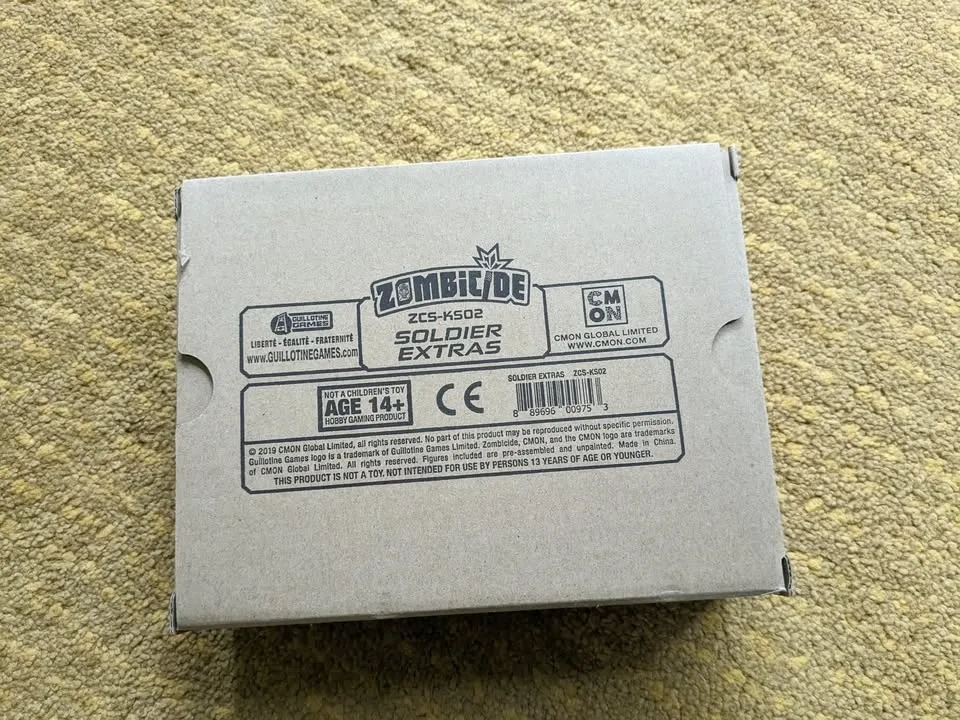 ZOMBICIDE
ZCS-KS02
SOLDIER
EXTRAS
GUILLOTINE
GAMES
LIBERTÉ - ÉGALITÉ - FRATERNITÉ
WWW.GUILLOTINEGAMES.com
CM
ON
CMON GLOBAL LIMITED
WWW.CMON.COM
NOT A CHILDREN'S TOY
AGE 14+
HOBBY GAMING PRODUCT
CE
SOLDIER EXTRAS ZCS-KS02
8 89696 00975 3
© 2019 CMON Global Limited, all rights reserved. No part of this product may be reproduced without specific permission.
Guillotine Games logo is a trademark of Guillotine Games Limited. Zombicide, CMON, and the CMON logo are trademarks
of CMON Global Limited. All rights reserved. Figures included are pre-assembled and unpainted. Made in China.
THIS PRODUCT IS NOT A TOY. NOT INTENDED FOR USE BY PERSONS 13 YEARS OF AGE OR YOUNGER.